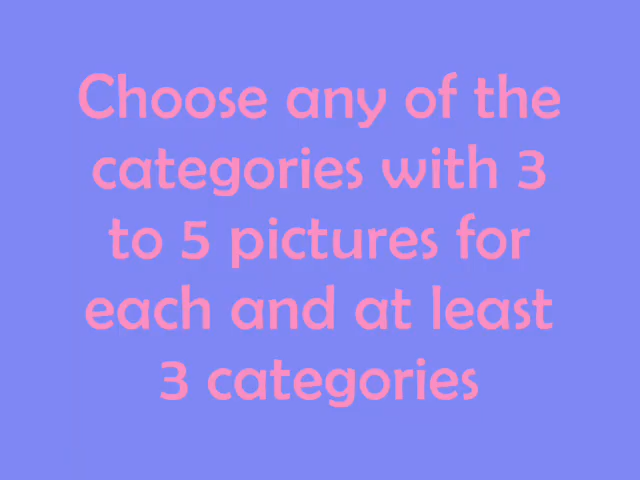 Choose any of the
categories with 3
to 5 pictures for
each and at least
3 categories